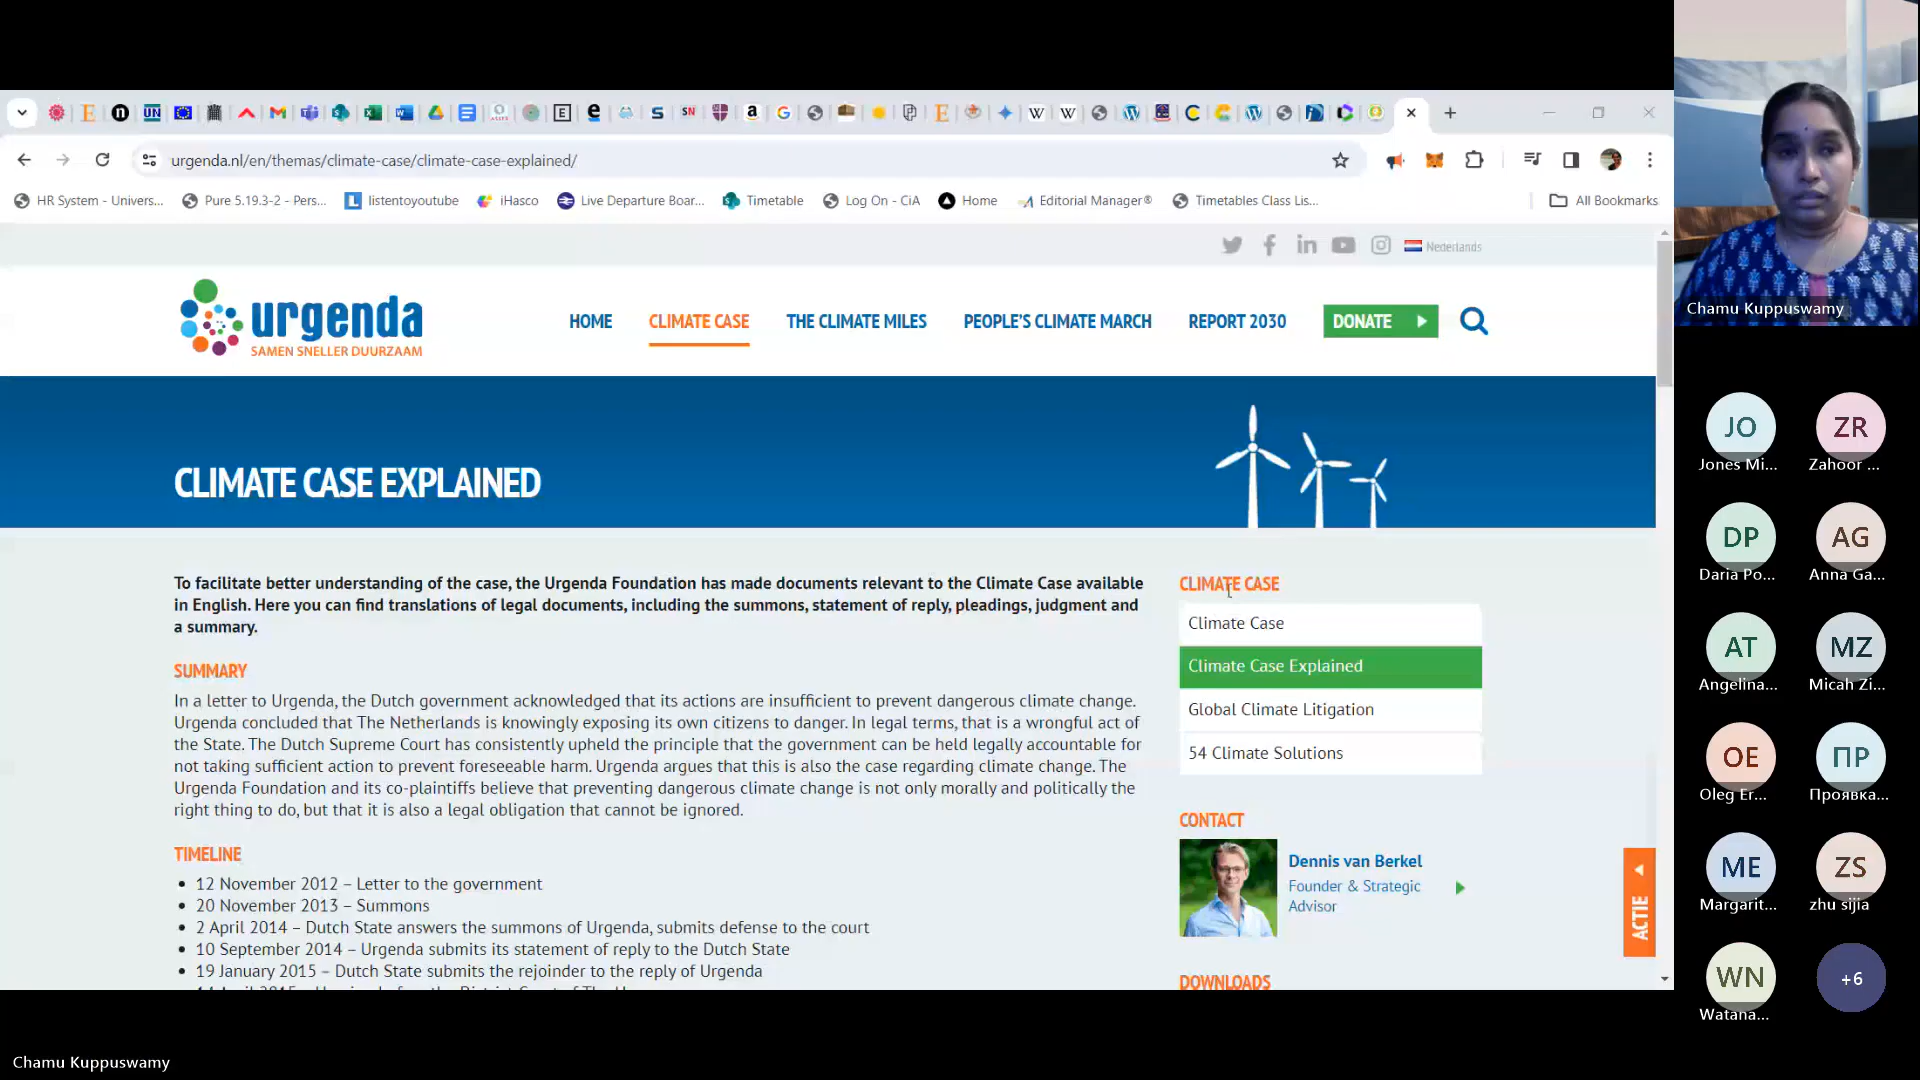 urgenda.nl/en/themas/climate-case/climate-case-explained/
HR System - Univers...
Pure 5.19.3-2 - Pers...
listentoyoutube
iHasco
Live Departure Boar...
Timetable
Log On - CiA
Home
Editorial Manager®
Timetables Class Lis...
All Bookmarks
Nederlands
urgenda
SAMEN SNELLER DUURZAAM
HOME
CLIMATE CASE
THE CLIMATE MILES
PEOPLE'S CLIMATE MARCH
REPORT 2030
DONATE
CLIMATE CASE EXPLAINED
To facilitate better understanding of the case, the Urgenda Foundation has made documents relevant to the Climate Case available
in English. Here you can find translations of legal documents, including the summons, statement of reply, pleadings, judgment and
a summary.
SUMMARY
In a letter to Urgenda, the Dutch government acknowledged that its actions are insufficient to prevent dangerous climate change.
Urgenda concluded that The Netherlands is knowingly exposing its own citizens to danger. In legal terms, that is a wrongful act of
the State. The Dutch Supreme Court has consistently upheld the principle that the government can be held legally accountable for
not taking sufficient action to prevent foreseeable harm. Urgenda argues that this is also the case regarding climate change. The
Urgenda Foundation and its co-plaintiffs believe that preventing dangerous climate change is not only morally and politically the
right thing to do, but that it is also a legal obligation that cannot be ignored.
TIMELINE
12 November 2012 – Letter to the government
20 November 2013 – Summons
2 April 2014 – Dutch State answers the summons of Urgenda, submits defense to the court
10 September 2014 – Urgenda submits its statement of reply to the Dutch State
19 January 2015 – Dutch State submits the rejoinder to the reply of Urgenda
CLIMATE CASE
Climate Case
Climate Case Explained
Global Climate Litigation
54 Climate Solutions
CONTACT
Dennis van Berkel
Founder & Strategic
Advisor
DOWNLOADS
ACTIE
Chamu Kuppuswamy
JO
Jones Mi...
ZR
Zahoor ...
DP
Daria Po...
AG
Anna Ga...
AT
Angelina...
MZ
Micah Zi...
OE
Oleg Er...
ПР
Проявка...
ME
Margarit...
ZS
zhu sijia
WN
Watana...
+6
Chamu Kuppuswamy